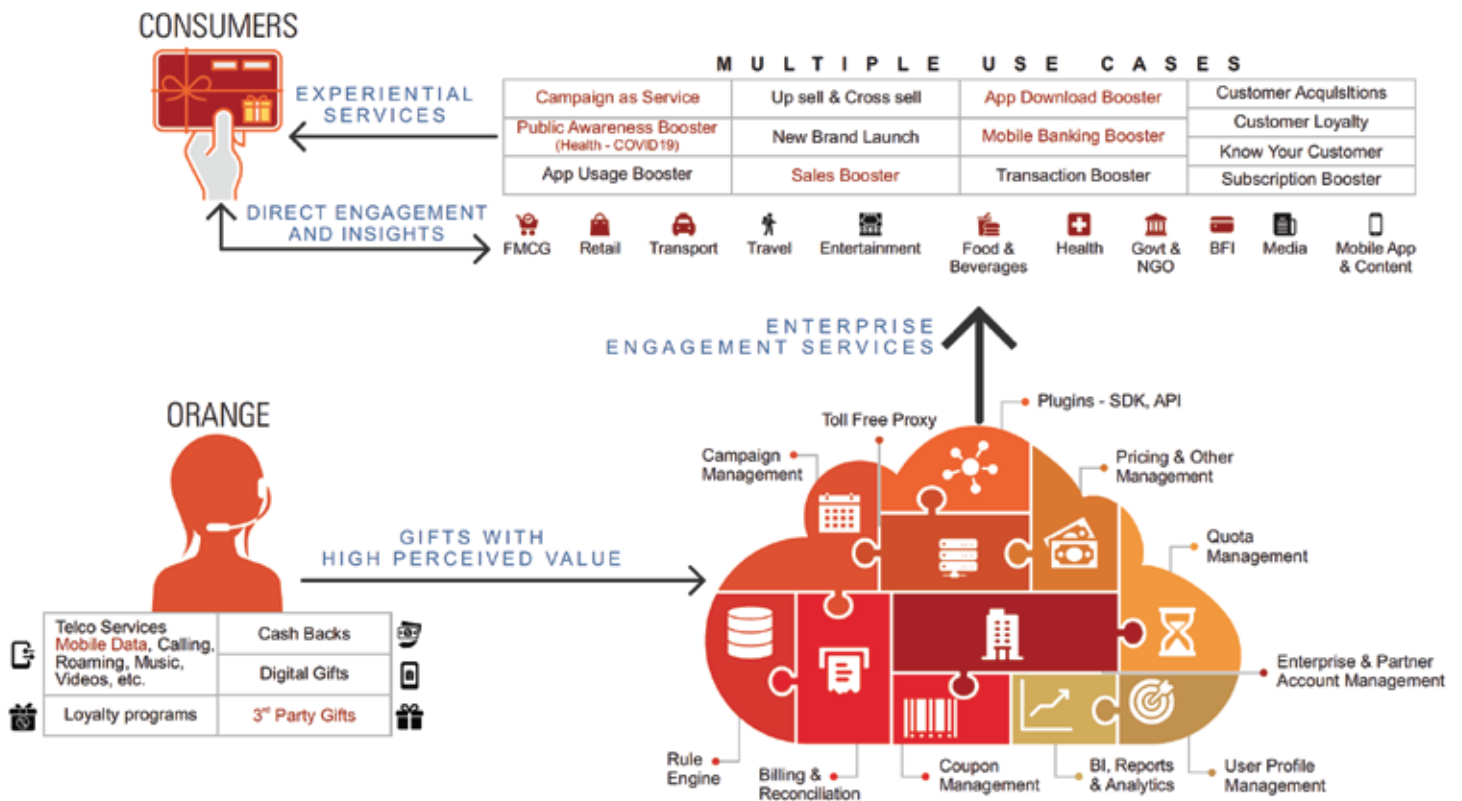 CONSUMERS
EXPERIENTIAL
SERVICES
DIRECT ENGAGEMENT
AND INSIGHTS
MULTIPLE USE CASES
Campaign as Service
Up sell & Cross sell
App Download Booster
Customer AcquIsItions
Public Awareness Booster
(Health - COVID19)
New Brand Launch
Mobile Banking Booster
Customer Loyalty
Know Your Customer
App Usage Booster
Sales Booster
Transaction Booster
Subscription Booster
FMCG
Retail
Transport
Travel
Entertainment
Food &
Beverages
Health
Govt &
NGO
BFI
Media
Mobile App
& Content
ENTERPRISE
ENGAGEMENT SERVICES
ORANGE
GIFTS WITH
HIGH PERCEIVED VALUE
Telco Services
Mobile Data, Calling,
Roaming, Music,
Videos, etc.
Cash Backs
Digital Gifts
Loyalty programs
3rd Party Gifts
Plugins - SDK, API
Toll Free Proxy
Campaign
Management
Pricing & Other
Management
Quota
Management
Enterprise & Partner
Account Management
Rule
Engine
Billing &
Reconciliation
Coupon
Management
BI, Reports
& Analytics
User Profile
Management